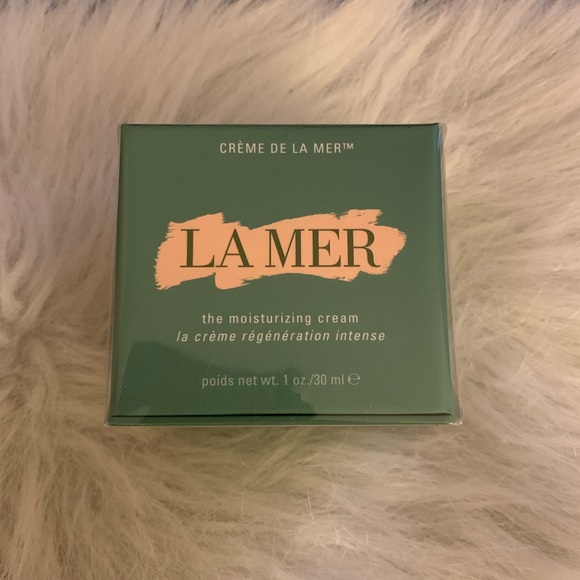 CRÈME DE LA MER™
LA MER
the moisturizing cream
la crème régénération intense
poids net wt. 1 oz./30 ml ℮